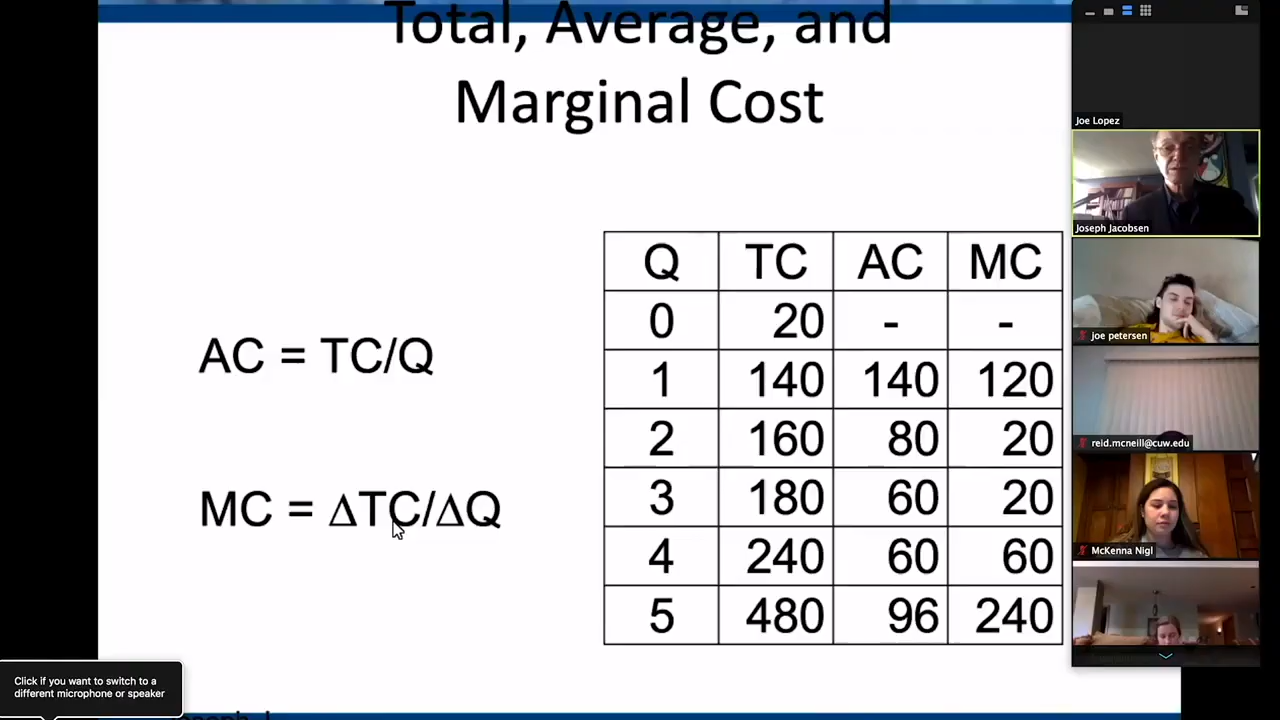 Total, Average, and
Marginal Cost
AC = TC/Q
MC = ΔTC/ΔQ
Q TC AC MC
0 20 - -
1 140 140 120
2 160 80 20
3 180 60 20
4 240 60 60
5 480 96 240
Joe Lopez
Joseph Jacobsen
joe petersen
reid.mcneill@cuw.edu
McKenna Nigl
Click if you want to switch to a
different microphone or speaker